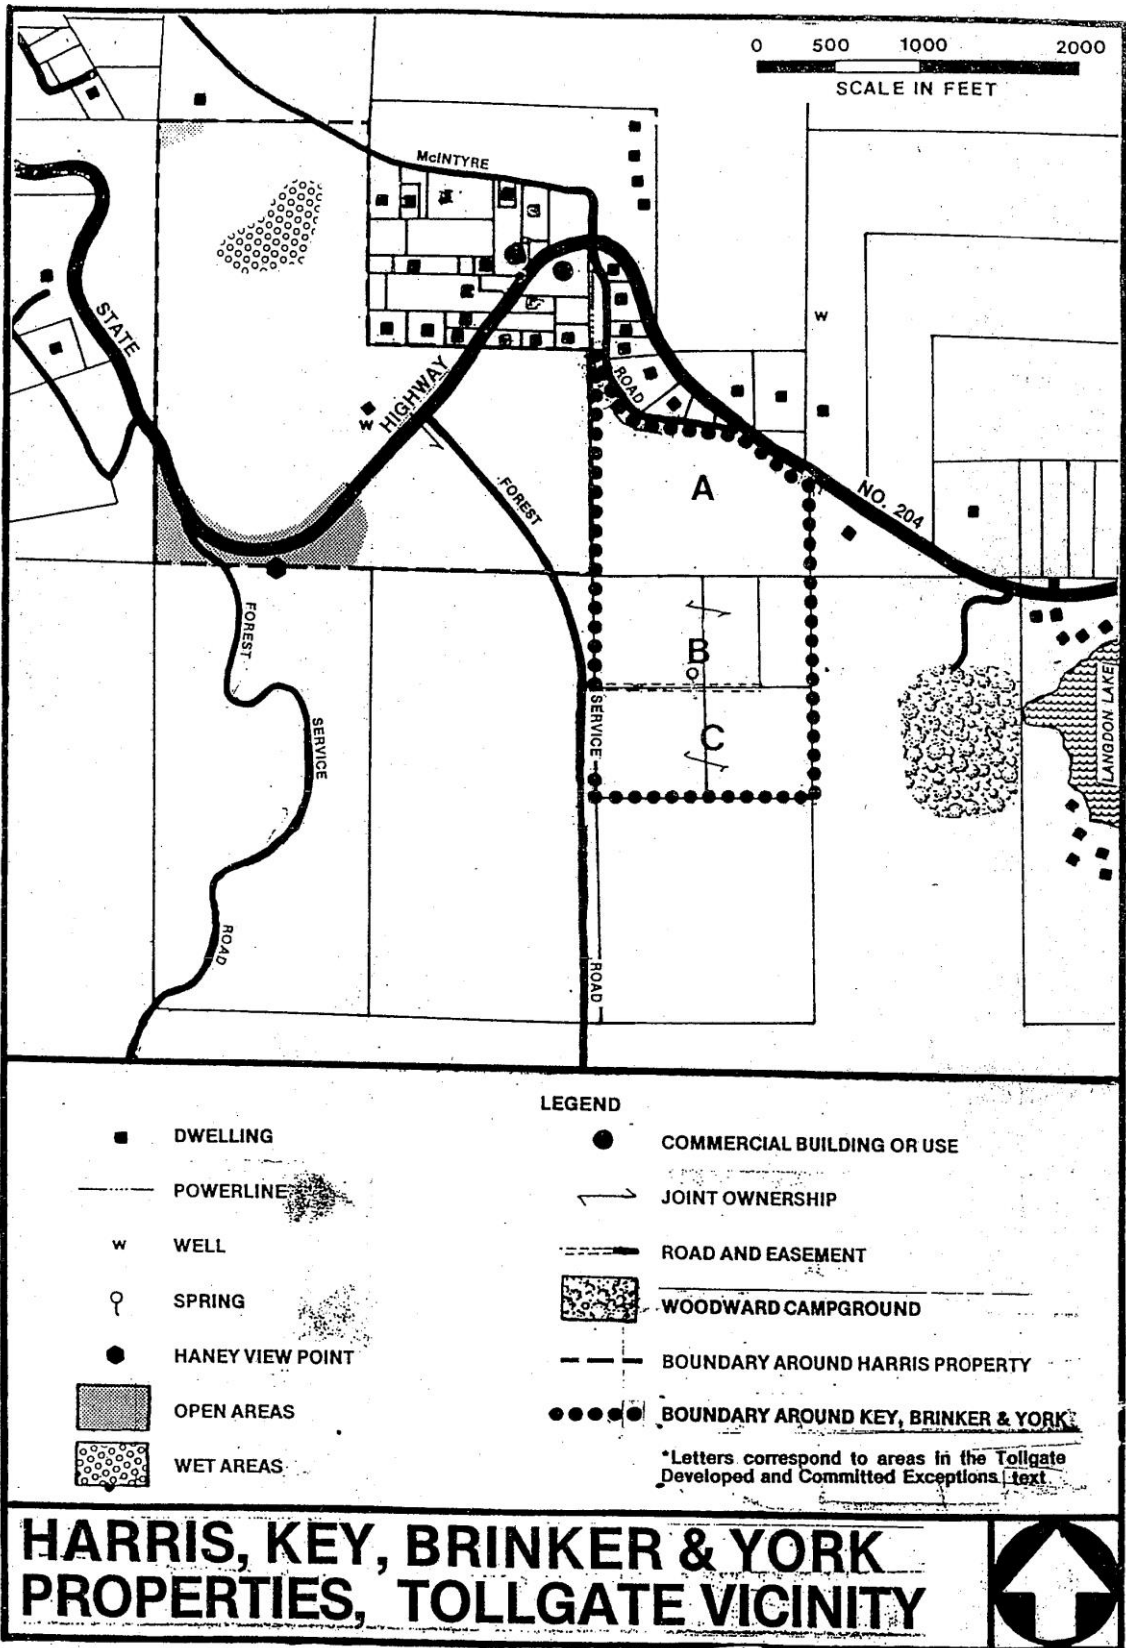 0 500 1000 2000
SCALE IN FEET
McINTYRE
STATE
HIGHWAY
W
W
ROAD
A
NO. 204
FOREST
FOREST
B
SERVICE
C
SERVICE
LANGDON LAKE
ROAD
ROAD
LEGEND
DWELLING
POWERLINE
W WELL
SPRING
HANEY VIEW POINT
OPEN AREAS
WET AREAS
COMMERCIAL BUILDING OR USE
JOINT OWNERSHIP
ROAD AND EASEMENT
WOODWARD CAMPGROUND
BOUNDARY AROUND HARRIS PROPERTY
BOUNDARY AROUND KEY, BRINKER & YORK
*Letters correspond to areas in the Tollgate
Developed and Committed Exceptions text
HARRIS, KEY, BRINKER & YORK
PROPERTIES, TOLLGATE VICINITY